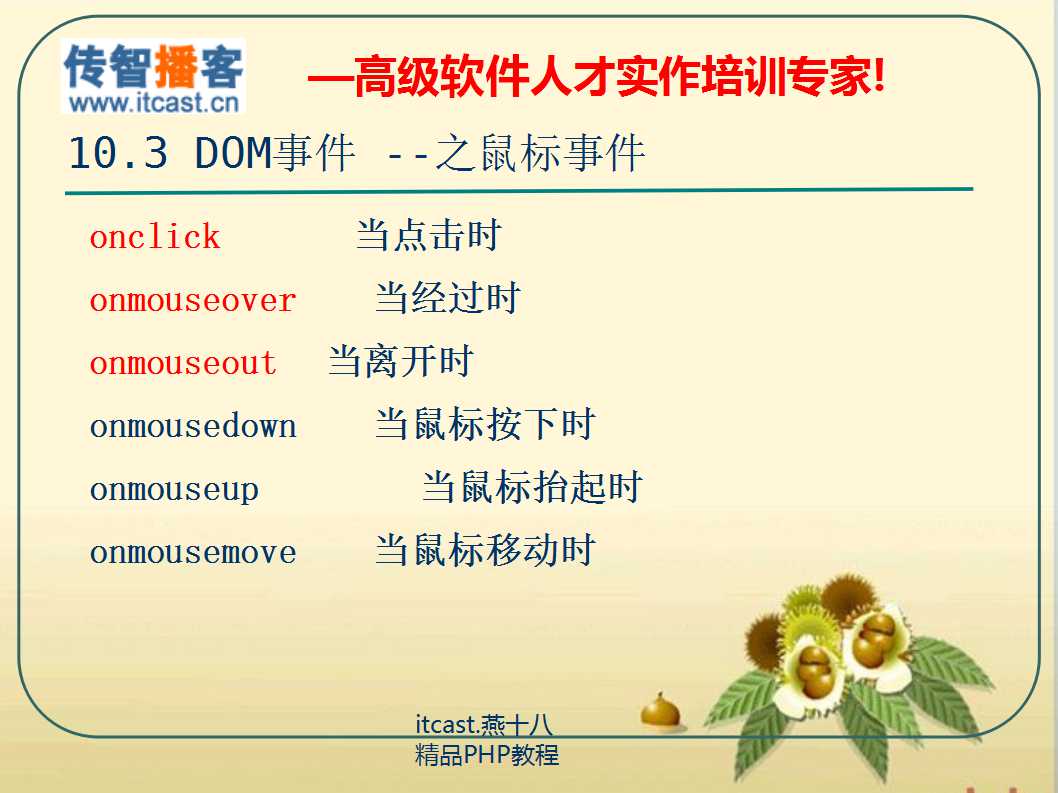 传智播客
www.itcast.cn
—高级软件人才实作培训专家!
10.3 DOM事件 --之鼠标事件
onclick 当点击时
onmouseover 当经过时
onmouseout 当离开时
onmousedown 当鼠标按下时
onmouseup 当鼠标抬起时
onmousemove 当鼠标移动时
itcast.燕十八
精品PHP教程